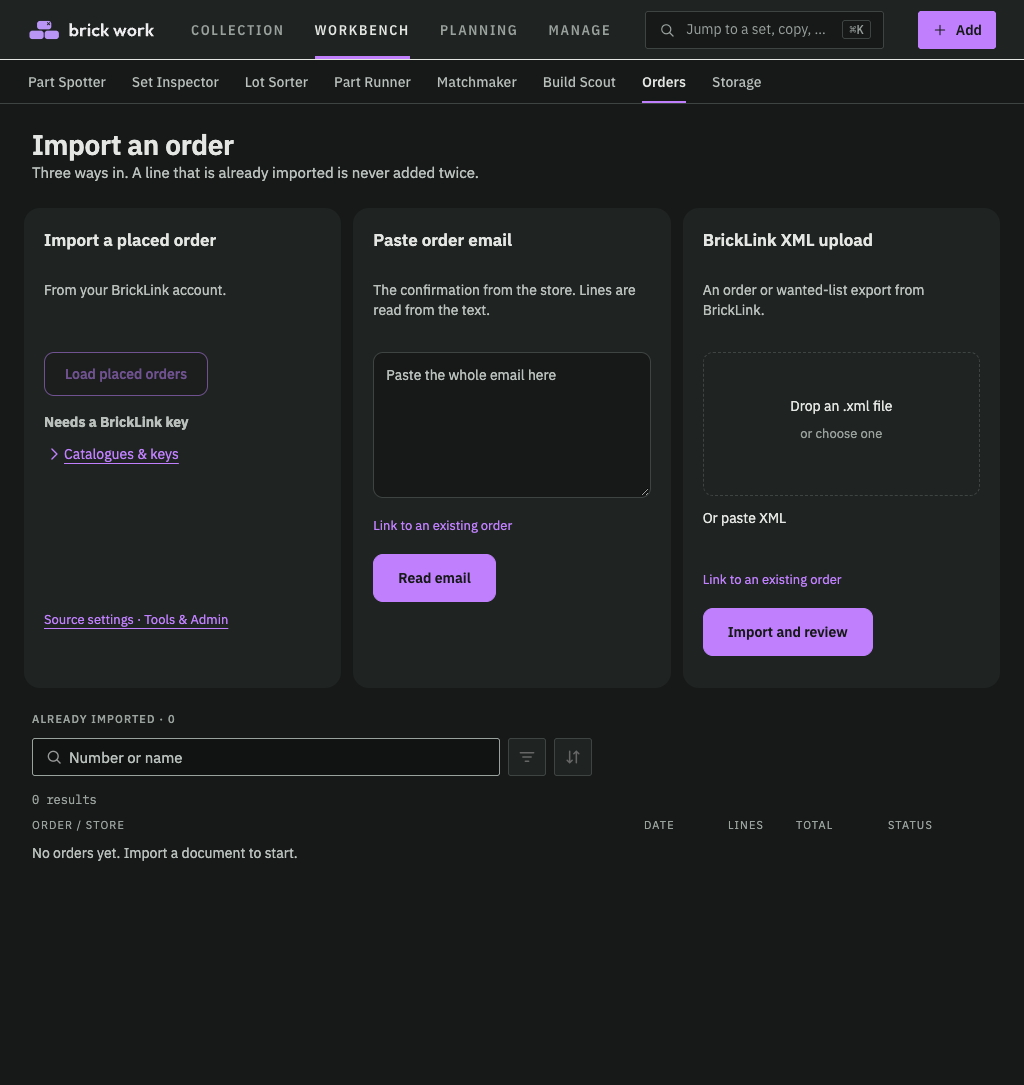 brick work
COLLECTION
WORKBENCH
PLANNING
MANAGE
Jump to a set, copy, ...
⌘K
Add
Part Spotter
Set Inspector
Lot Sorter
Part Runner
Matchmaker
Build Scout
Orders
Storage
Import an order
Three ways in. A line that is already imported is never added twice.
Import a placed order
From your BrickLink account.
Load placed orders
Needs a BrickLink key
Catalogues & keys
Source settings · Tools & Admin
Paste order email
The confirmation from the store. Lines are
read from the text.
Paste the whole email here
Link to an existing order
Read email
BrickLink XML upload
An order or wanted-list export from
BrickLink.
Drop an .xml file
or choose one
Or paste XML
Link to an existing order
Import and review
ALREADY IMPORTED · 0
Number or name
0 results
ORDER / STORE
DATE
LINES
TOTAL
STATUS
No orders yet. Import a document to start.